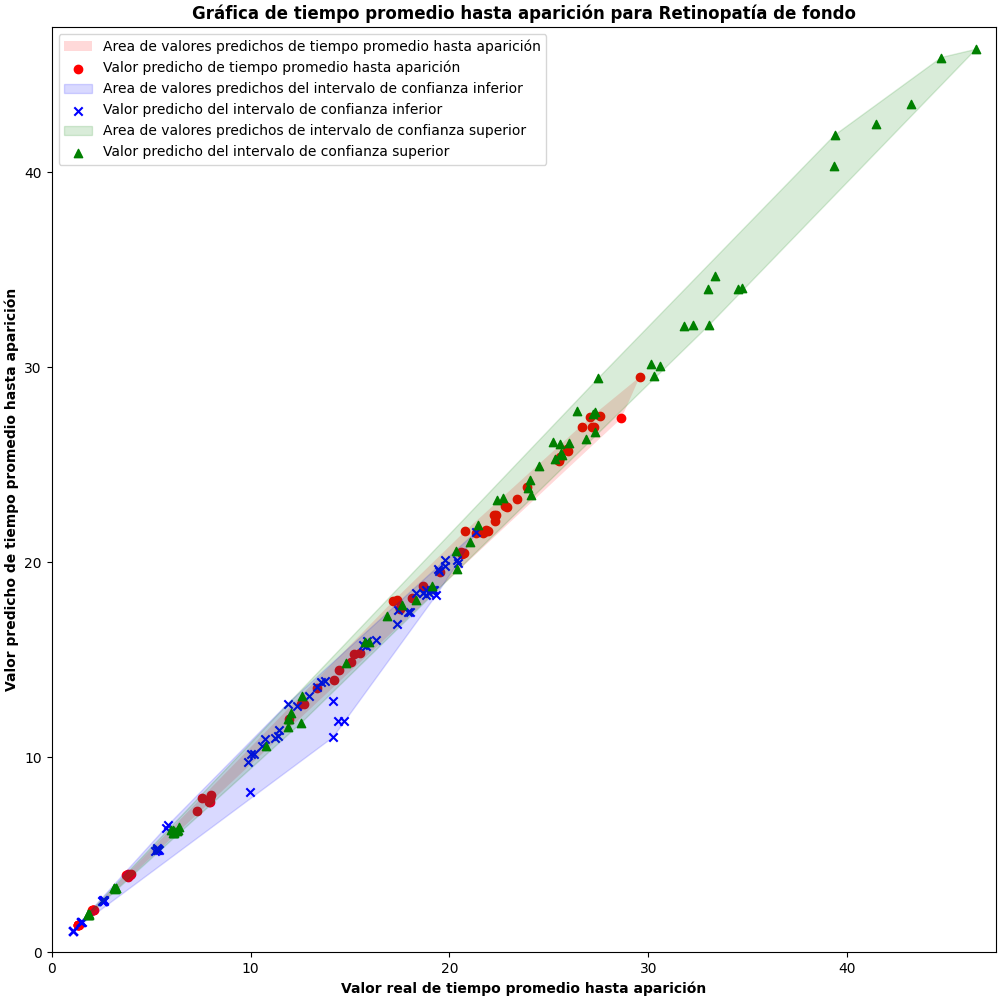 Gráfica de tiempo promedio hasta aparición para Retinopatía de fondo
Area de valores predichos de tiempo promedio hasta aparición
Valor predicho de tiempo promedio hasta aparición
Area de valores predichos del intervalo de confianza inferior
Valor predicho del intervalo de confianza inferior
Area de valores predichos de intervalo de confianza superior
Valor predicho del intervalo de confianza superior
Valor predicho de tiempo promedio hasta aparición
40
30
20
10
0
0 10 20 30 40
Valor real de tiempo promedio hasta aparición